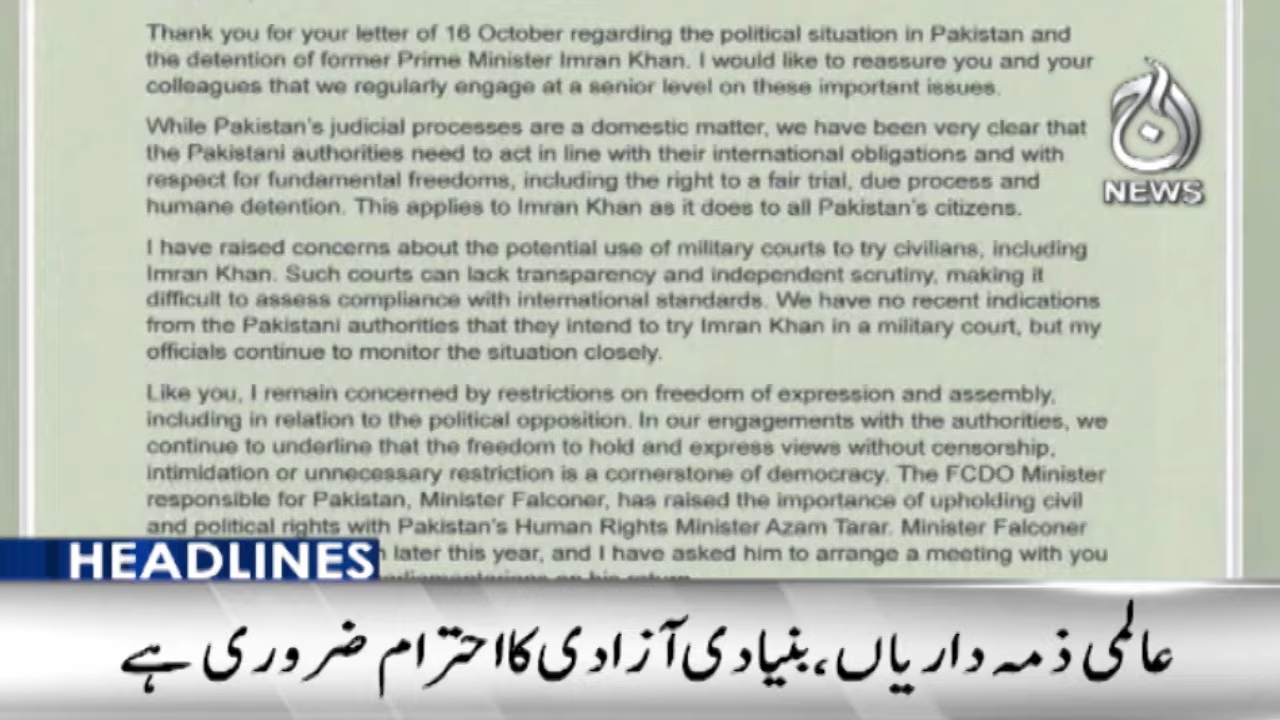 Thank you for your letter of 16 October regarding the political situation in Pakistan and
the detention of former Prime Minister Imran Khan. I would like to reassure you and your
colleagues that we regularly engage at a senior level on these important issues.
While Pakistan's judicial processes are a domestic matter, we have been very clear that
the Pakistani authorities need to act in line with their international obligations and with
respect for fundamental freedoms, including the right to a fair trial, due process and
humane detention. This applies to Imran Khan as it does to all Pakistan's citizens.
NEWS
I have raised concerns about the potential use of military courts to try civilians, including
Imran Khan. Such courts can lack transparency and independent scrutiny, making it
difficult to assess compliance with international standards. We have no recent indications
from the Pakistani authorities that they intend to try Imran Khan in a military court, but my
officials continue to monitor the situation closely.
Like you, I remain concerned by restrictions on freedom of expression and assembly,
including in relation to the political opposition. In our engagements with the authorities, we
continue to underline that the freedom to hold and express views without censorship,
intimidation or unnecessary restriction is a cornerstone of democracy. The FCDO Minister
responsible for Pakistan, Minister Falconer, has raised the importance of upholding civil
and political rights with Pakistan's Human Rights Minister Azam Tarar. Minister Falconer
later this year, and I have asked him to arrange a meeting with you
HEADLINES
عالمی ذمہ داریاں، بنیادی آزادی کا احترام ضروری ہے